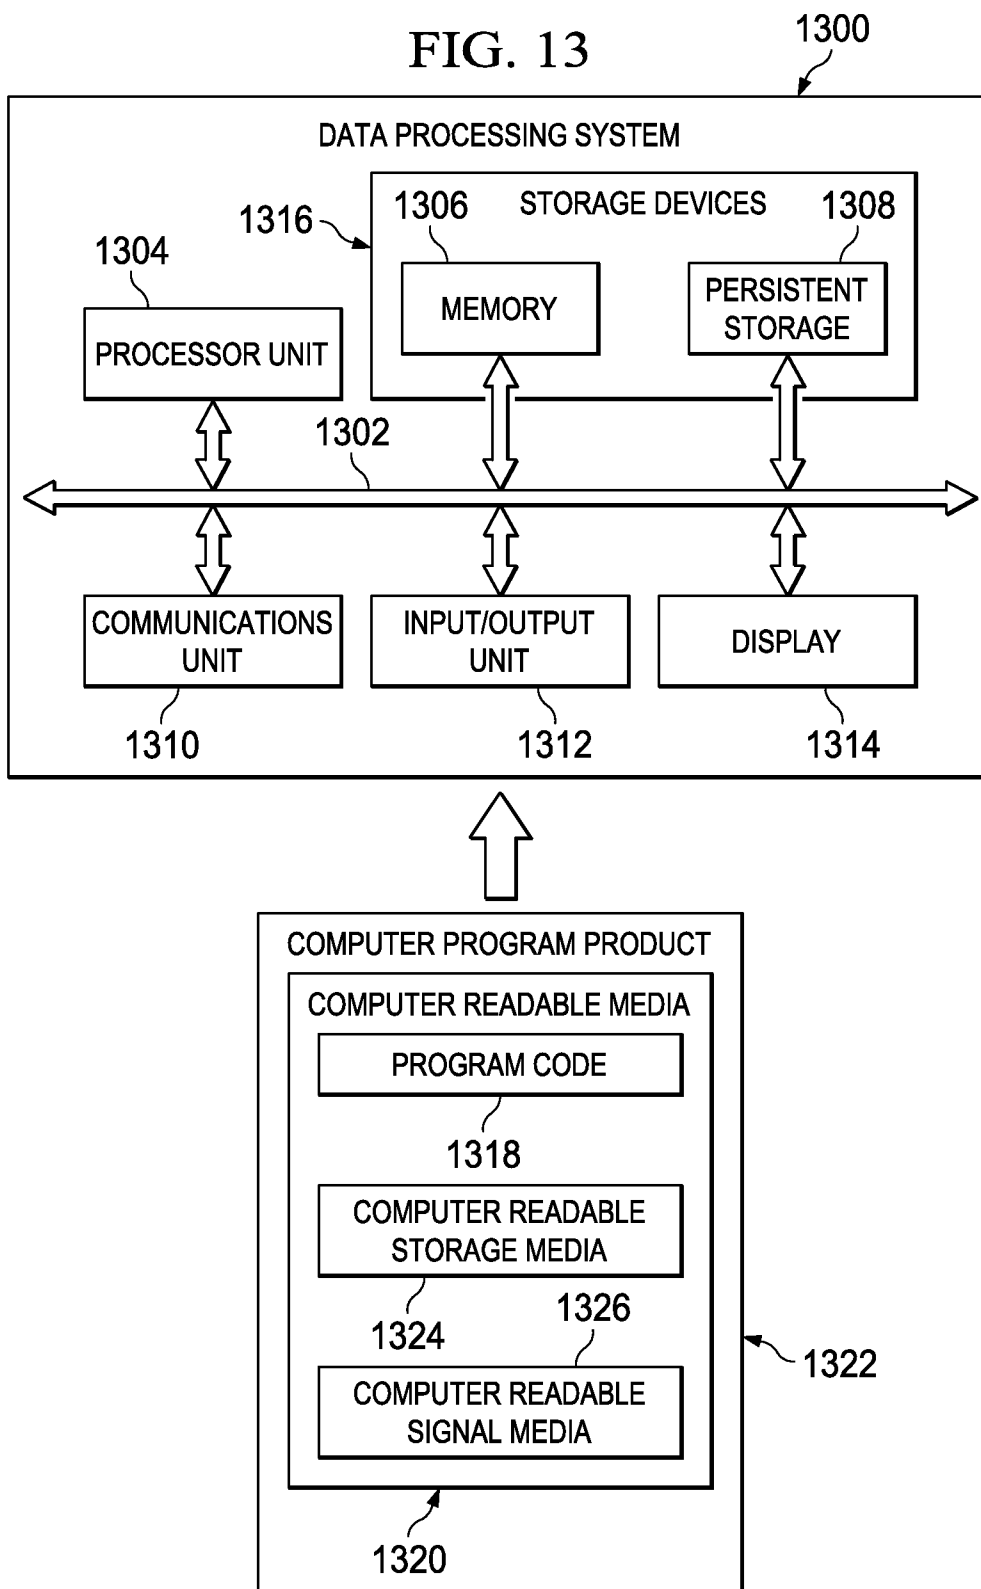 FIG. 13
1300
DATA PROCESSING SYSTEM
1316
1306
STORAGE DEVICES
1308
1304
MEMORY
PERSISTENT
STORAGE
PROCESSOR UNIT
1302
COMMUNICATIONS
UNIT
INPUT/OUTPUT
UNIT
DISPLAY
1310
1312
1314
COMPUTER PROGRAM PRODUCT
COMPUTER READABLE MEDIA
PROGRAM CODE
1318
COMPUTER READABLE
STORAGE MEDIA
1324
1326
1322
COMPUTER READABLE
SIGNAL MEDIA
1320